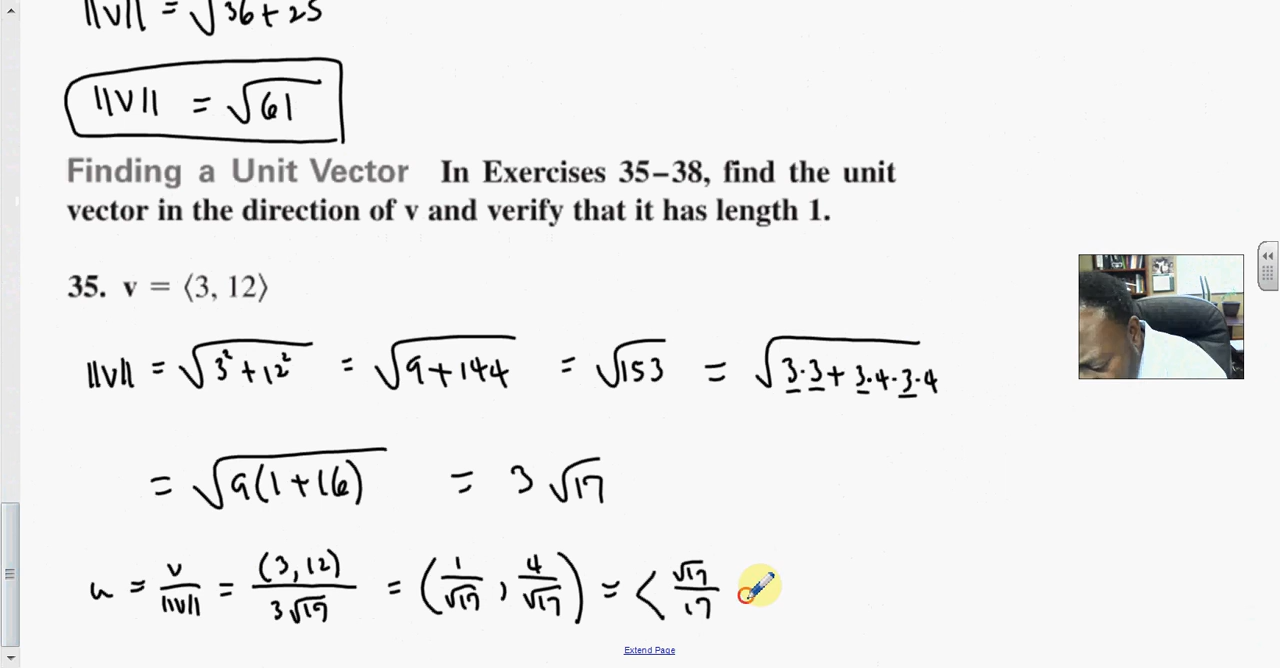 ||v|| = √36+25
||v|| = √61
Finding a Unit Vector In Exercises 35–38, find the unit
vector in the direction of v and verify that it has length 1.
35. v = ⟨3, 12⟩
||v|| = √3²+12² = √9+144 = √153 = √3·3+3·4·3·4
= √9(1+16) = 3√17
u = v/||v|| = (3,12)/3√17 = (1/√17, 4/√17) = ⟨√17/17
Extend Page